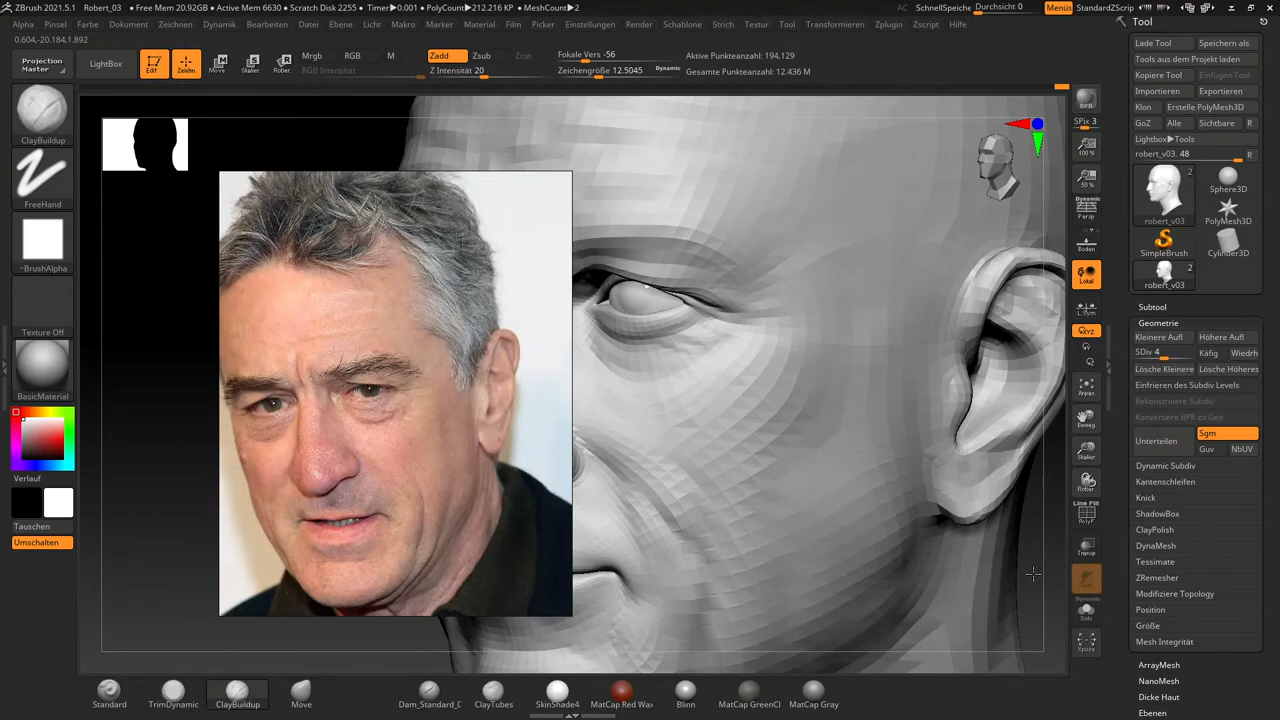 ZBrush 2021.5.1 Robert_03 • Free Mem 20.92GB • Active Mem 6630 • Scratch Disk 2255 • Timer▶0.001 • PolyCount▶212.216 KP • MeshCount▶2
AC SchnellSpeiche Durchsicht 0 Menüs StandardZScrip
Alpha Pinsel Farbe Dokument Zeichnen Dynamik Bearbeiten Datei Ebene Licht Makro Marker Material Film Picker Einstellungen Render Schablone Strich Textur Tool Transformieren Zplugin Zscript Hilfe
0.604,-20.184,1.892
Projection Master
LightBox
Edit
Zeichn.
Move
Skalier.
Rotier.
Mrgb RGB M
RGB Intensität
Zadd Zsub Zcut
Z Intensität 20
Fokale Vers -56
Zeichengröße 12.5045 Dynamic
Aktive Punkteanzahl: 194,129
Gesamte Punkteanzahl: 12.436 M
ClayBuildup
FreeHand
~BrushAlpha
Texture Off
BasicMaterial
Verlauf
Tauschen
Umschalten
BPR
SPix 3
100 %
50 %
Dynamic
Persp
Boden
Lokal
L.Sym
XYZ
Anpas.
Beweg.
Skalier
Rotier.
Line Fill
PolyF
Transp
Dynamic
Solo
Xpose
Tool
Lade Tool Speichern als
Tools aus dem Projekt laden
Kopiere Tool Einfügen Tool
Importieren Exportieren
Klon Erstelle PolyMesh3D
GoZ Alle Sichtbare R
Lightbox▶Tools
robert_v03. 48 R
2
robert_v03
Sphere3D
PolyMesh3D
SimpleBrush
Cylinder3D
2
robert_v03
Subtool
Geometrie
Kleinere Aufl Höhere Aufl
SDiv 4 Käfig Wiedrh
Lösche Kleinere Lösche Höheres
Einfrieren des Subdiv Levels
Rekonstruiere Subdiv
Konveruere BPR zu Geo
Unterteilen
Sgm
Guv NbUV
Dynamic Subdiv
Kantenschleifen
Knick
ShadowBox
ClayPolish
DynaMesh
Tessimate
ZRemesher
Modifiziere Topology
Position
Größe
Mesh Integrität
ArrayMesh
NanoMesh
Dicke Haut
Ebenen
Standard TrimDynamic ClayBuildup Move Dam_Standard_C ClayTubes SkinShade4 MatCap Red Wax Blinn MatCap GreenCl MatCap Gray